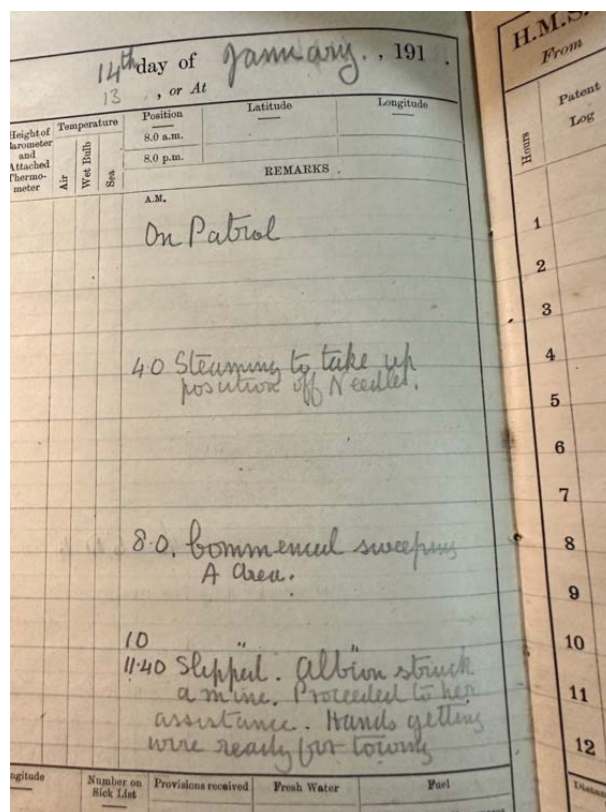 H.M.S.
From
14th day of January., 191 .
13 , or At
Height of Barometer and Attached Thermo-meter
Temperature
Air
Wet Bulb
Sea
Position
Latitude
Longitude
8.0 a.m.
8.0 p.m.
REMARKS.
A.M.
On Patrol
4.0 Steaming to take up
position off Needles.
8.0. Commenced sweeping
A Area.
10 " "
11.40 Slipped. Albion struck
a mine. Proceeded to her
assistance. Hands getting
wire ready for towing
ngitude
Number on Sick List
Provisions received
Fresh Water
Fuel
Hours
Patent Log
1
2
3
4
5
6
7
8
9
10
11
12